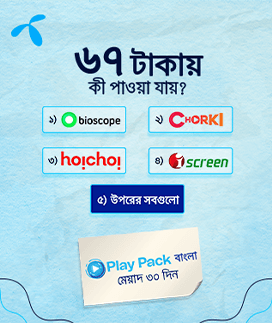 ৬৭ টাকায়
কী পাওয়া যায়?
১) bioscope
২) CHORKI
৩) hoichoi
৪) iscreen
৫) উপরের সবগুলো
Play Pack বাংলা
মেয়াদ ৩০ দিন